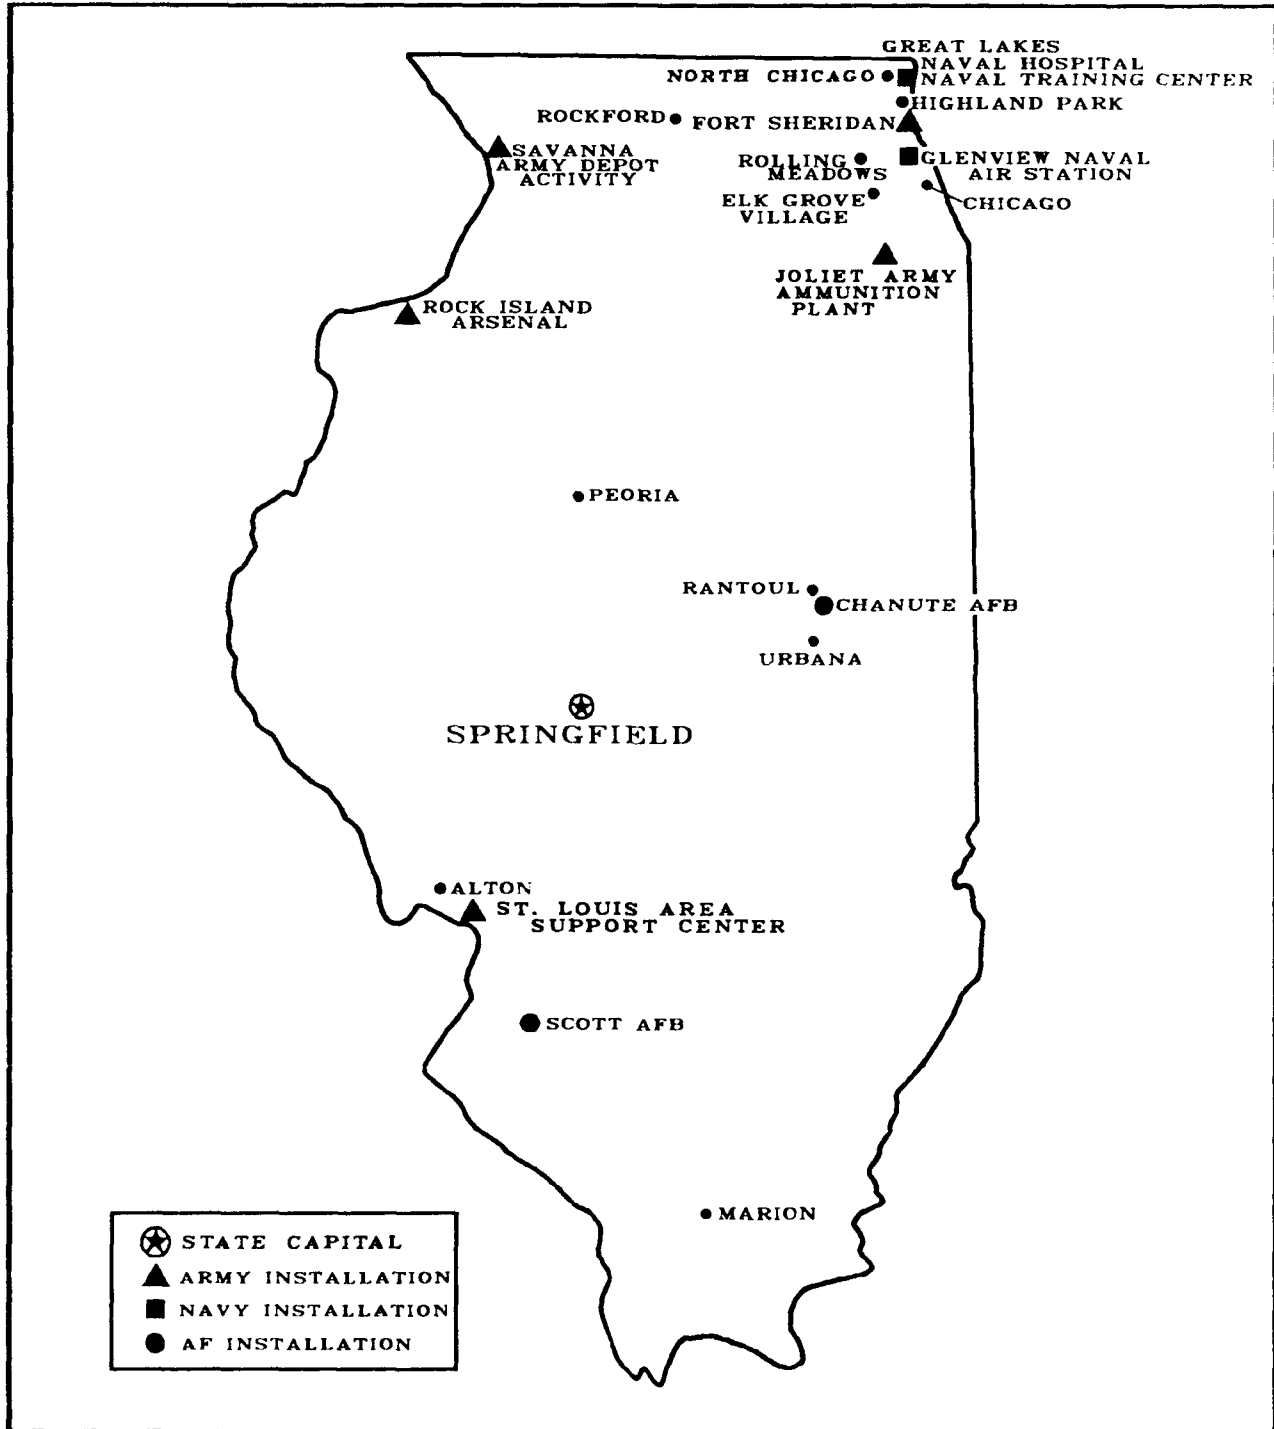 GREAT LAKES
NAVAL HOSPITAL
NORTH CHICAGO
NAVAL TRAINING CENTER
HIGHLAND PARK
ROCKFORD
FORT SHERIDAN
SAVANNA
ARMY DEPOT
ACTIVITY
ROLLING
MEADOWS
GLENVIEW NAVAL
AIR STATION
ELK GROVE
VILLAGE
CHICAGO
JOLIET ARMY
AMMUNITION
PLANT
ROCK ISLAND
ARSENAL
PEORIA
RANTOUL
CHANUTE AFB
URBANA
SPRINGFIELD
ALTON
ST. LOUIS AREA
SUPPORT CENTER
SCOTT AFB
MARION
STATE CAPITAL
ARMY INSTALLATION
NAVY INSTALLATION
AF INSTALLATION